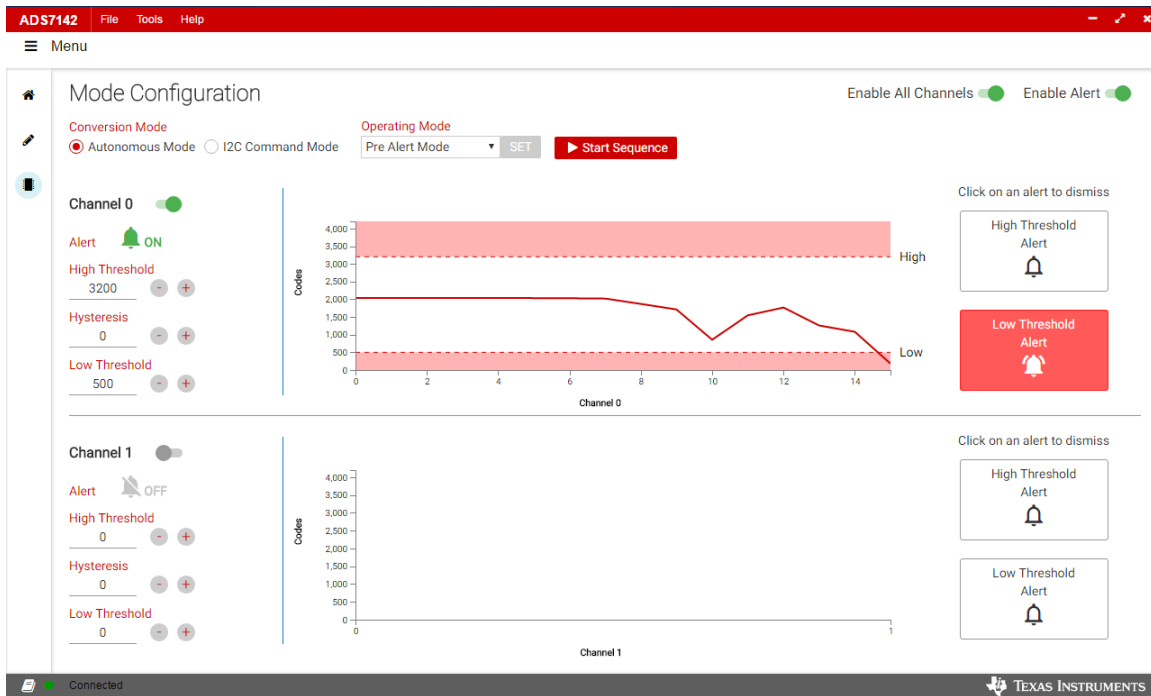 ADS7142 File Tools Help
Menu
Mode Configuration
Enable All Channels Enable Alert
Conversion Mode
Autonomous Mode I2C Command Mode
Operating Mode
Pre Alert Mode SET Start Sequence
Channel 0
Alert ON
High Threshold
3200 - +
Hysteresis
0 - +
Low Threshold
500 - +
Codes
4,000
3,500
3,000
2,500
2,000
1,500
1,000
500
0
0 2 4 6 8 10 12 14
Channel 0
High
Low
Click on an alert to dismiss
High Threshold
Alert
Low Threshold
Alert
Channel 1
Alert OFF
High Threshold
0 - +
Hysteresis
0 - +
Low Threshold
0 - +
Codes
4,000
3,500
3,000
2,500
2,000
1,500
1,000
500
0
0 1
Channel 1
Click on an alert to dismiss
High Threshold
Alert
Low Threshold
Alert
Connected
TEXAS INSTRUMENTS